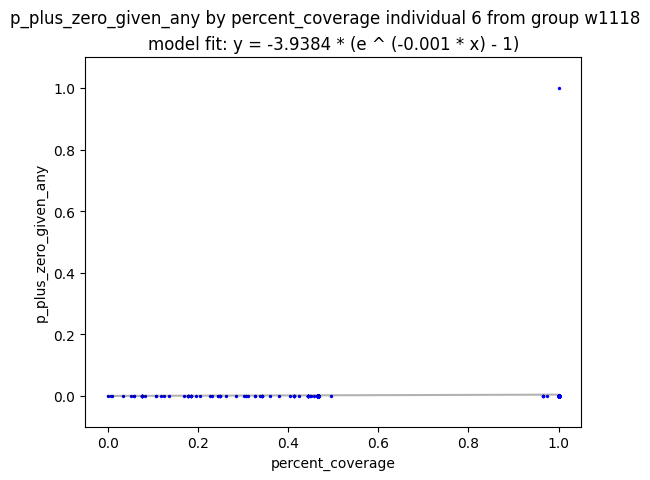 p_plus_zero_given_any by percent_coverage individual 6 from group w1118
model fit: y = -3.9384 * (e ^ (-0.001 * x) - 1)
1.0
0.8
0.6
0.4
0.2
0.0
p_plus_zero_given_any
0.0 0.2 0.4 0.6 0.8 1.0
percent_coverage